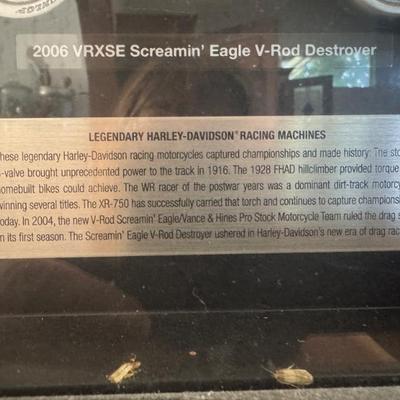 2006 VRXSE Screamin' Eagle V-Rod Destroyer
LEGENDARY HARLEY-DAVIDSON® RACING MACHINES
hese legendary Harley-Davidson racing motorcycles captured championships and made history: The sto
-valve brought unprecedented power to the track in 1916. The 1928 FHAD hillclimber provided torque
omebuilt bikes could achieve. The WR racer of the postwar years was a dominant dirt-track motorcy
winning several titles. The XR-750 has successfully carried that torch and continues to capture champions
oday. In 2004, the new V-Rod Screamin' Eagle/Vance & Hines Pro Stock Motorcycle Team ruled the drag s
n its first season. The Screamin' Eagle V-Rod Destroyer ushered in Harley-Davidson's new era of drag rac